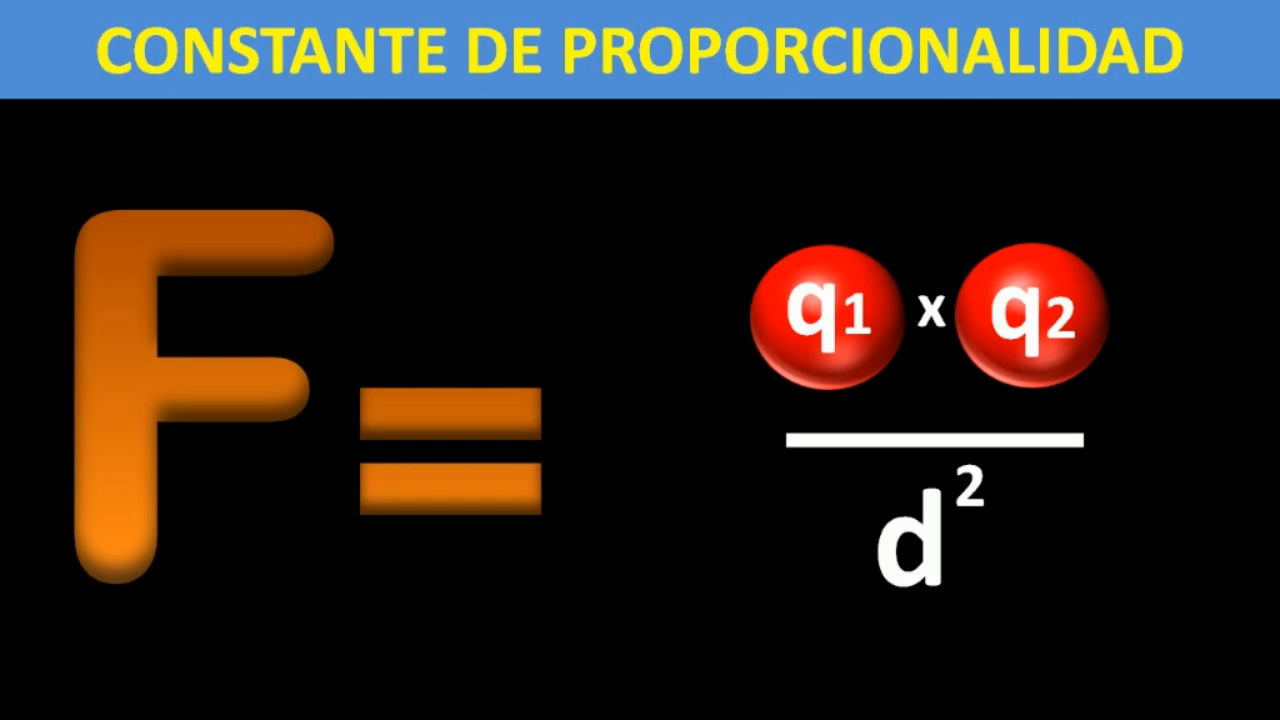 CONSTANTE DE PROPORCIONALIDAD
F = q1 x q2
d²